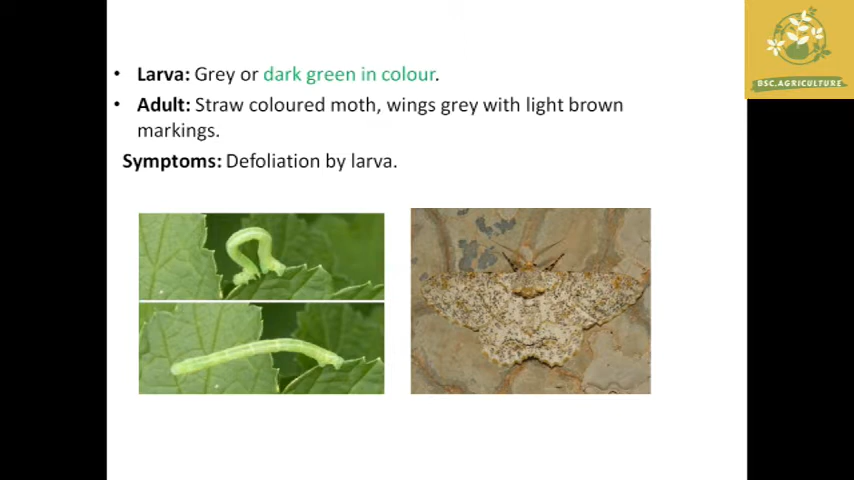 • Larva: Grey or dark green in colour.
• Adult: Straw coloured moth, wings grey with light brown
markings.
Symptoms: Defoliation by larva.
BSC.AGRICULTURE